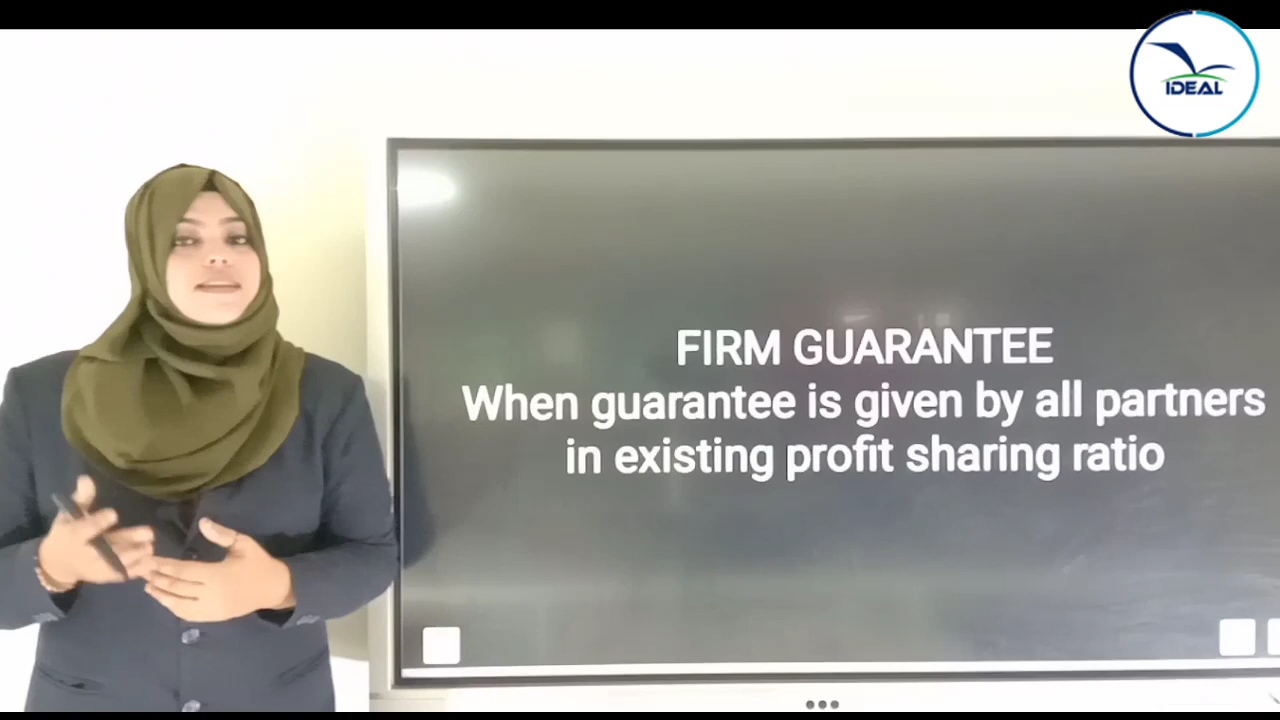 IDEAL
FIRM GUARANTEE
When guarantee is given by all partners
in existing profit sharing ratio